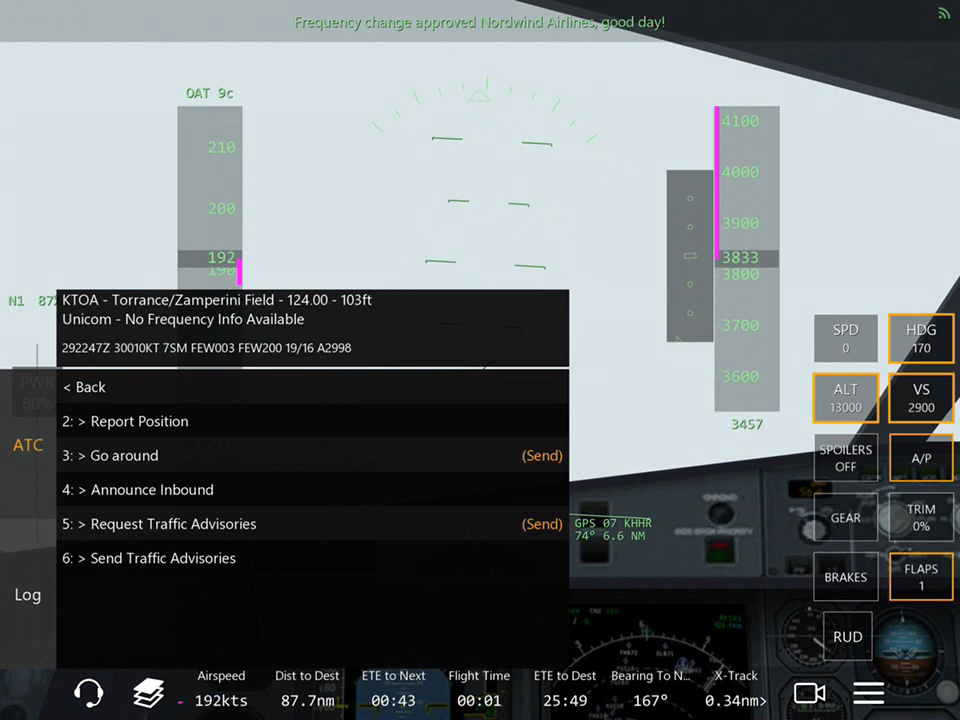 Frequency change approved Nordwind Airlines, good day!
OAT 9c
210
200
192
190
4100
4000
3900
3833
3800
3700
3600
3457
N1 87
PWR
80%
KTOA - Torrance/Zamperini Field - 124.00 - 103ft
Unicom - No Frequency Info Available
292247Z 30010KT 7SM FEW003 FEW200 19/16 A2998
< Back
2: > Report Position
3: > Go around (Send)
4: > Announce Inbound
5: > Request Traffic Advisories (Send)
6: > Send Traffic Advisories
ATC
Log
GPS 07 KHHR
74° 6.6 NM
SPD
0
HDG
170
ALT
13000
VS
2900
SPOILERS
OFF
A/P
GEAR
TRIM
0%
BRAKES
FLAPS
1
RUD
Airspeed Dist to Dest ETE to Next Flight Time ETE to Dest Bearing To N... X-Track
192kts 87.7nm 00:43 00:01 25:49 167° 0.34nm>